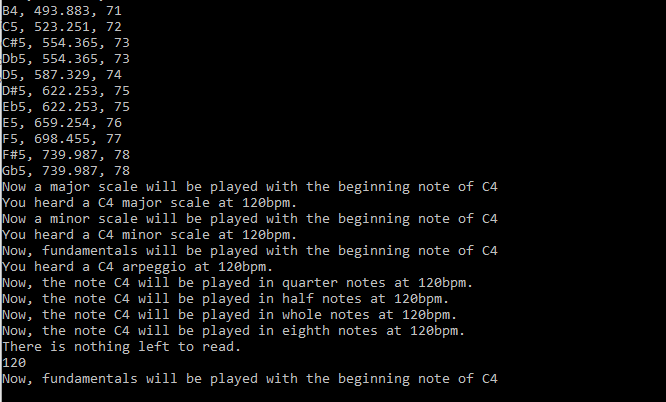 B4, 493.883, 71
C5, 523.251, 72
C#5, 554.365, 73
Db5, 554.365, 73
D5, 587.329, 74
D#5, 622.253, 75
Eb5, 622.253, 75
E5, 659.254, 76
F5, 698.455, 77
F#5, 739.987, 78
Gb5, 739.987, 78
Now a major scale will be played with the beginning note of C4
You heard a C4 major scale at 120bpm.
Now a minor scale will be played with the beginning note of C4
You heard a C4 minor scale at 120bpm.
Now, fundamentals will be played with the beginning note of C4
You heard a C4 arpeggio at 120bpm.
Now, the note C4 will be played in quarter notes at 120bpm.
Now, the note C4 will be played in half notes at 120bpm.
Now, the note C4 will be played in whole notes at 120bpm.
Now, the note C4 will be played in eighth notes at 120bpm.
There is nothing left to read.
120
Now, fundamentals will be played with the beginning note of C4